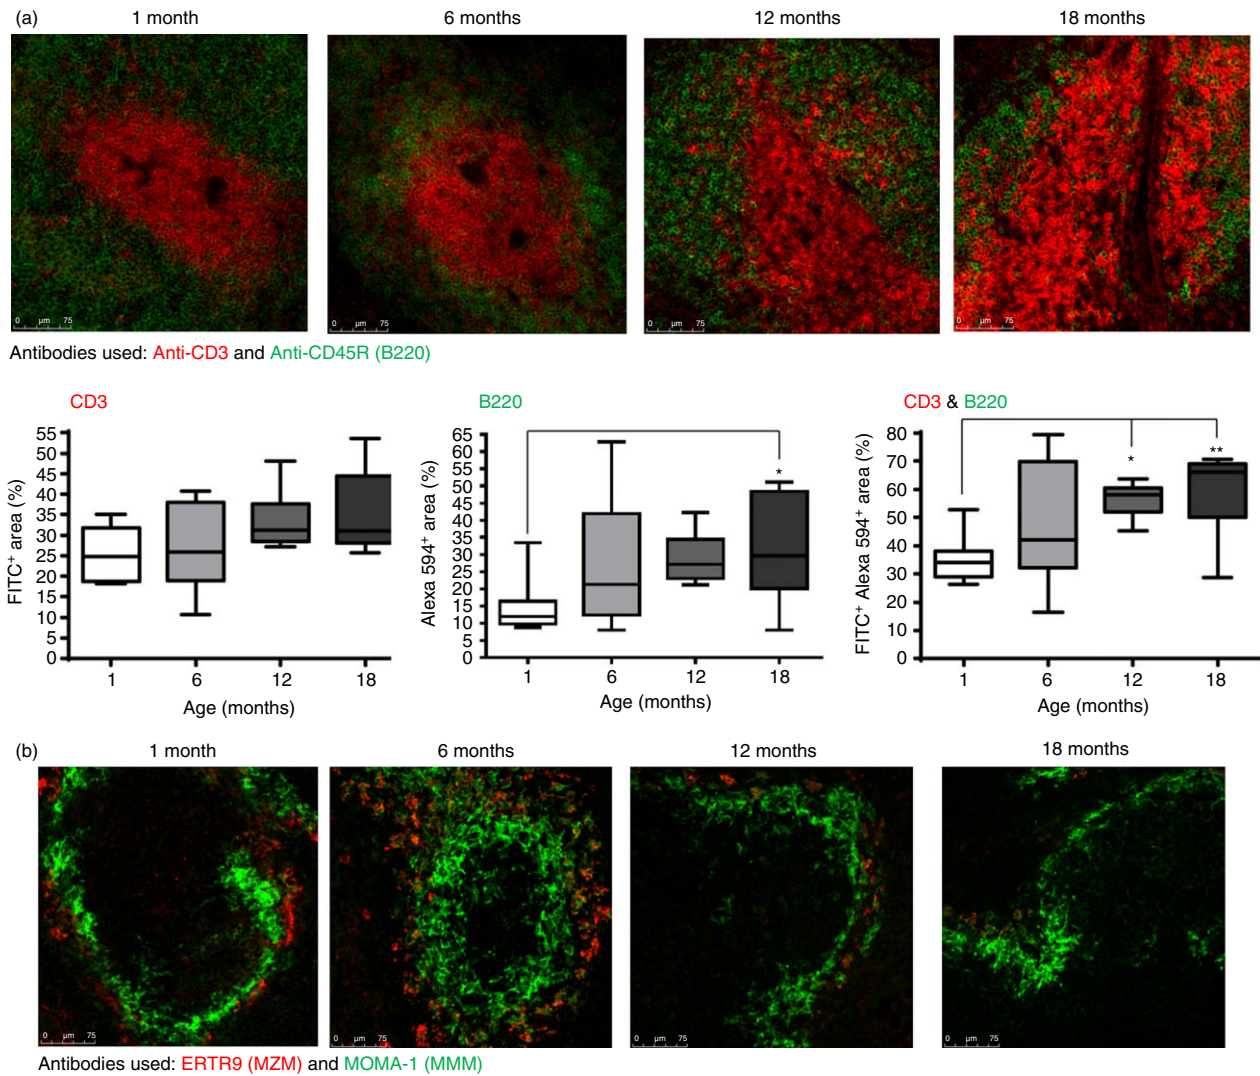 (a)
1 month 6 months 12 months 18 months
0 µm 75 0 µm 75 0 µm 75 0 µm 75
Antibodies used: Anti-CD3 and Anti-CD45R (B220)
CD3
FITC+ area (%)
55
50
45
40
35
30
25
20
15
10
5
0
1 6 12 18
Age (months)
B220
Alexa 594+ area (%)
65
60
55
50
45
40
35
30
25
20
15
10
5
0
*
1 6 12 18
Age (months)
CD3 & B220
FITC+ Alexa 594+ area (%)
80
70
60
50
40
30
20
10
0
* **
1 6 12 18
Age (months)
(b)
1 month 6 months 12 months 18 months
0 µm 75 0 µm 75 0 µm 75 0 µm 75
Antibodies used: ERTR9 (MZM) and MOMA-1 (MMM)